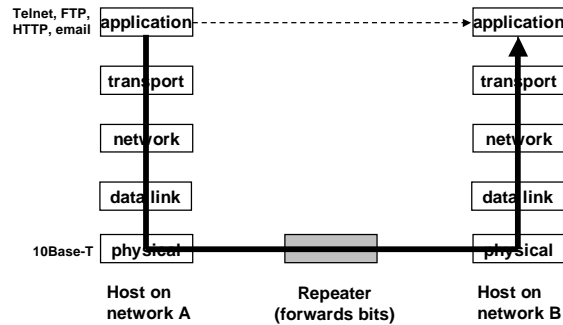 Telnet, FTP,
HTTP, email
application
application
transport
transport
network
network
data link
data link
10Base-T
physical
physical
Host on
network A
Repeater
(forwards bits)
Host on
network B